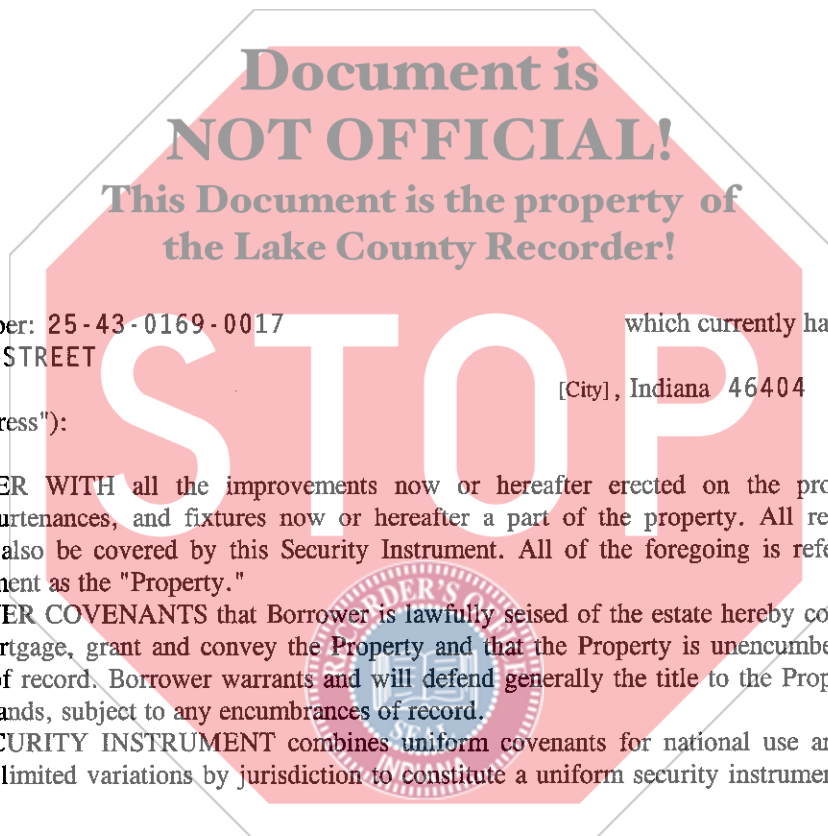 Document is
NOT OFFICIAL!
This Document is the property of
the Lake County Recorder!
ber: 25-43-0169-0017 which currently ha
STREET
[City], Indiana 46404
ress"):
STOP
ER WITH all the improvements now or hereafter erected on the pro
urtenances, and fixtures now or hereafter a part of the property. All re
also be covered by this Security Instrument. All of the foregoing is refe
nent as the "Property."
ER COVENANTS that Borrower is lawfully seised of the estate hereby co
rtgage, grant and convey the Property and that the Property is unencumbe
of record. Borrower warrants and will defend generally the title to the Prop
ands, subject to any encumbrances of record.
CURITY INSTRUMENT combines uniform covenants for national use an
limited variations by jurisdiction to constitute a uniform security instrumen
RECORDER'S OFFICE
SEAL
INDIANA